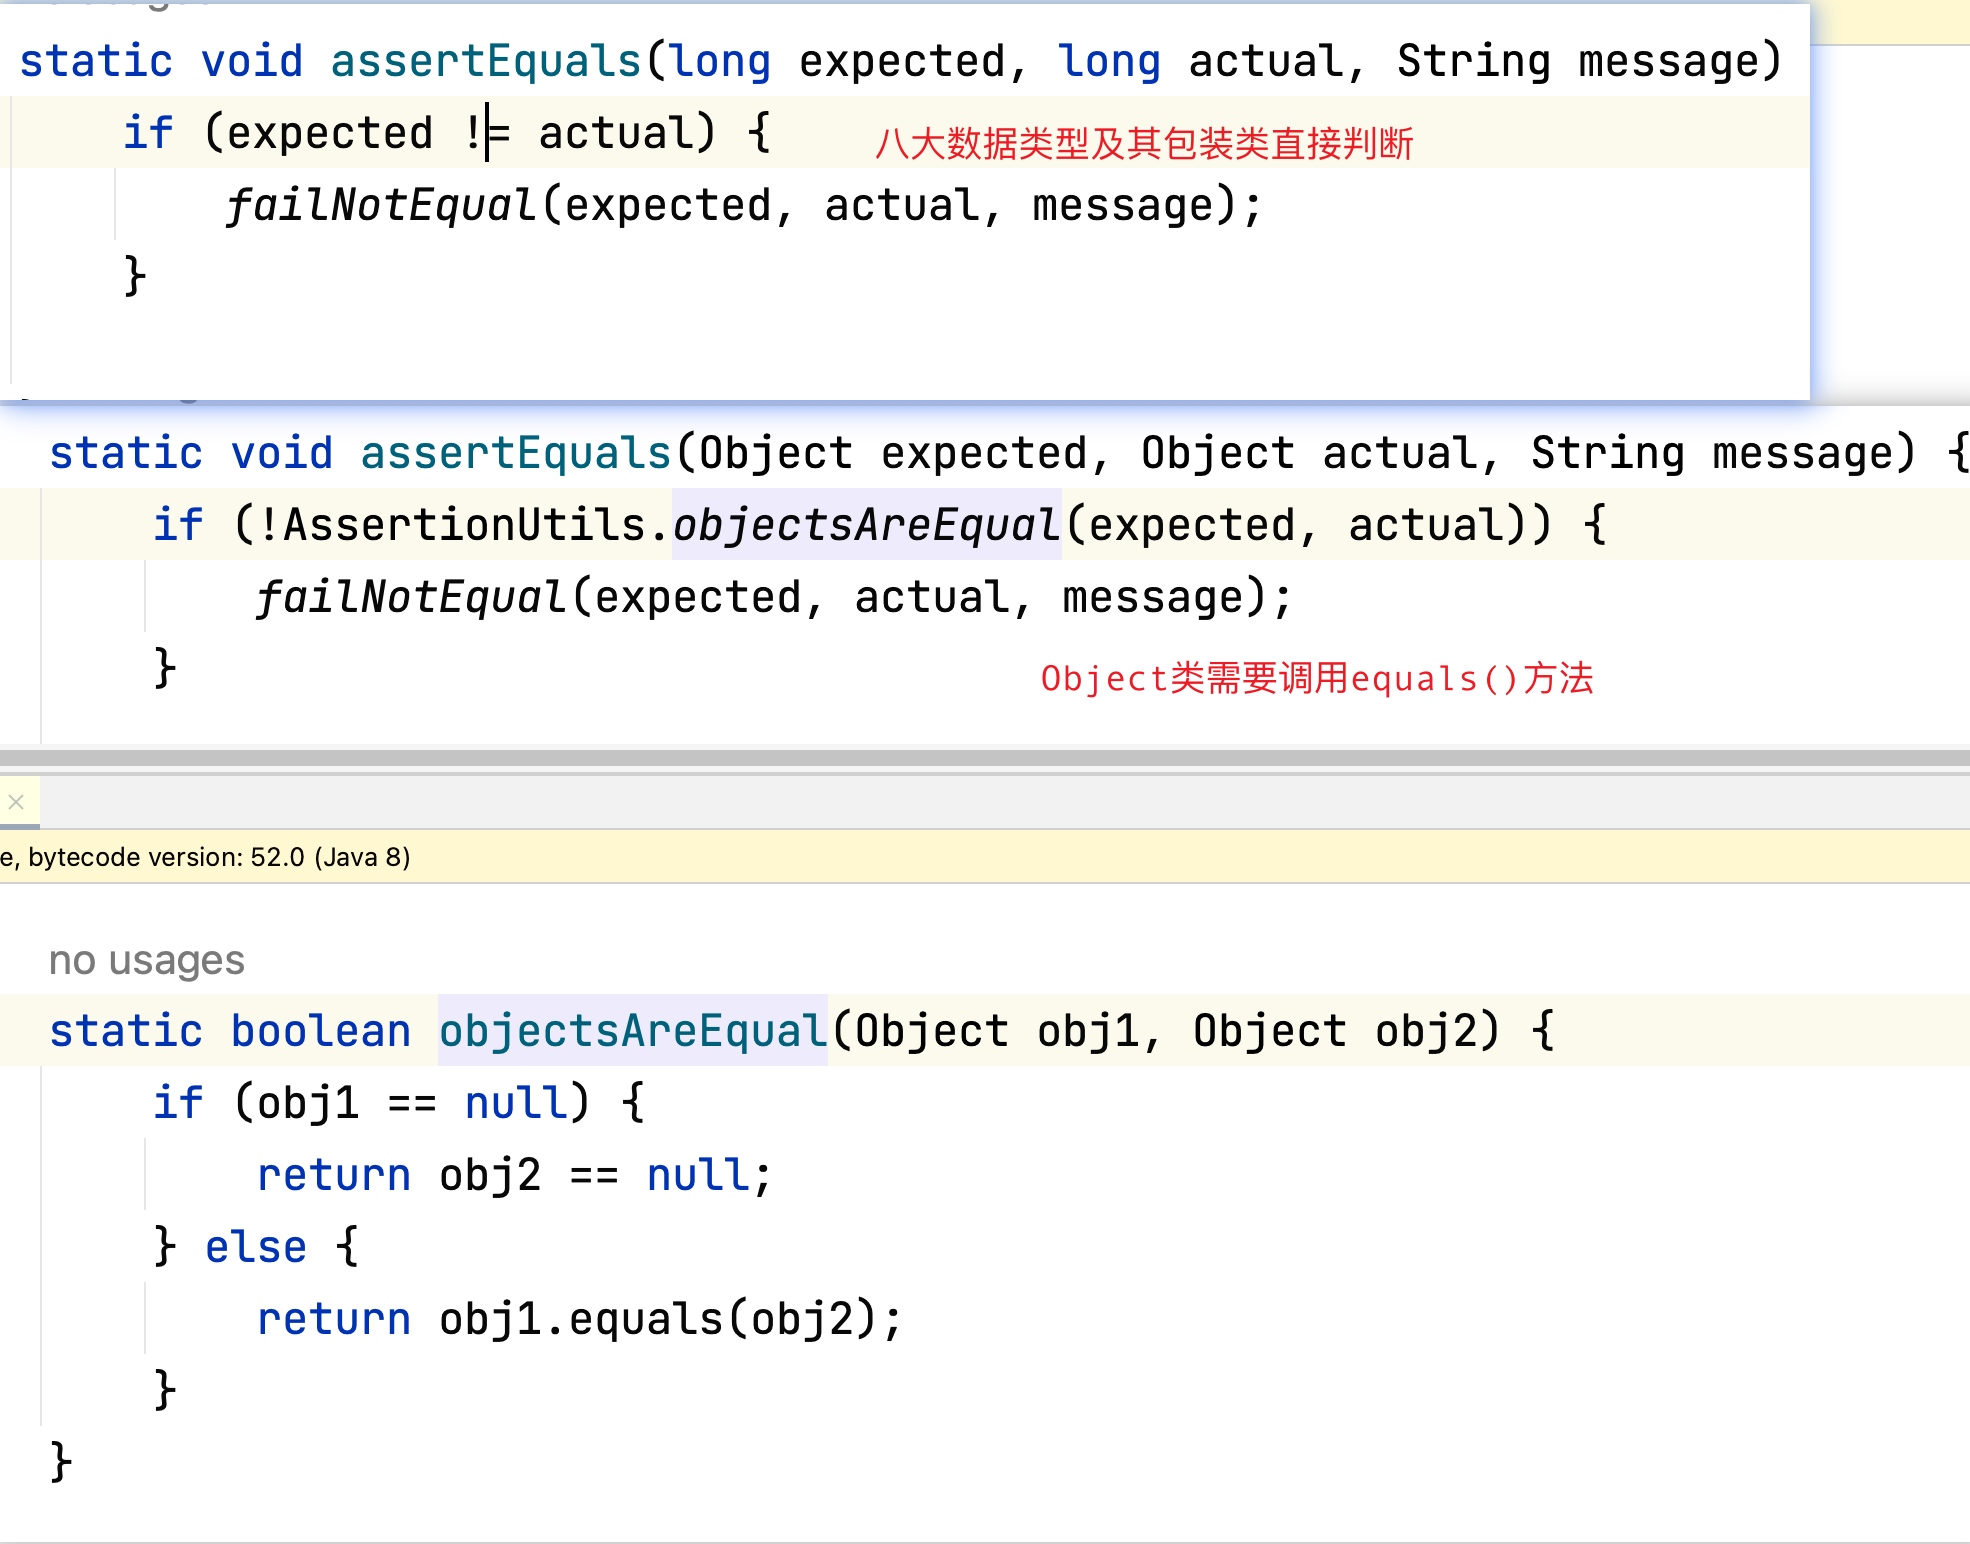 static void assertEquals(long expected, long actual, String message)
if (expected != actual) { 八大数据类型及其包装类直接判断
failNotEqual(expected, actual, message);
}
static void assertEquals(Object expected, Object actual, String message) {
if (!AssertionUtils.objectsAreEqual(expected, actual)) {
failNotEqual(expected, actual, message);
}
Object类需要调用equals()方法
e, bytecode version: 52.0 (Java 8)
no usages
static boolean objectsAreEqual(Object obj1, Object obj2) {
if (obj1 == null) {
return obj2 == null;
} else {
return obj1.equals(obj2);
}
}